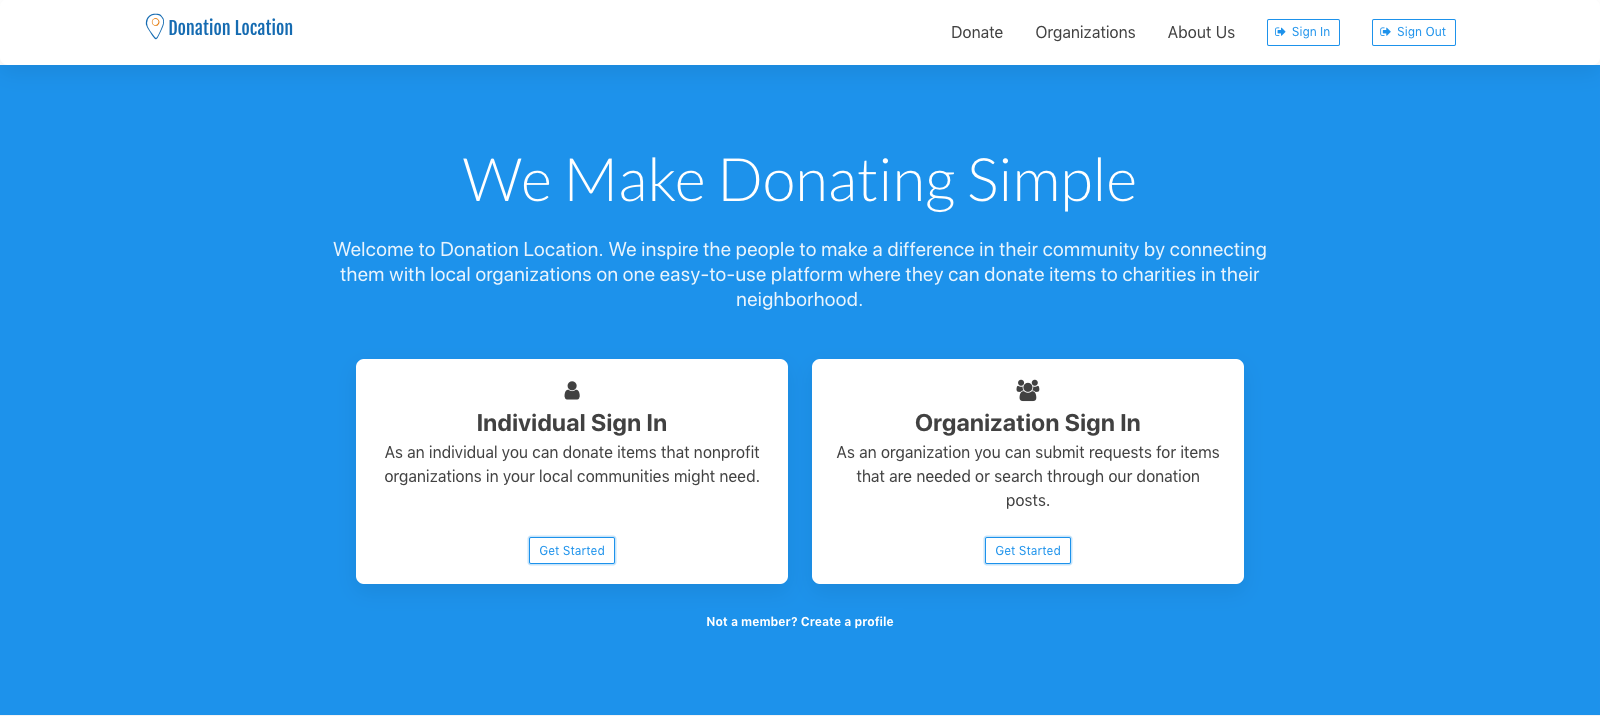 Donation Location
Donate Organizations About Us Sign In Sign Out
We Make Donating Simple
Welcome to Donation Location. We inspire the people to make a difference in their community by connecting
them with local organizations on one easy-to-use platform where they can donate items to charities in their
neighborhood.
Individual Sign In
As an individual you can donate items that nonprofit
organizations in your local communities might need.
Get Started
Organization Sign In
As an organization you can submit requests for items
that are needed or search through our donation
posts.
Get Started
Not a member? Create a profile